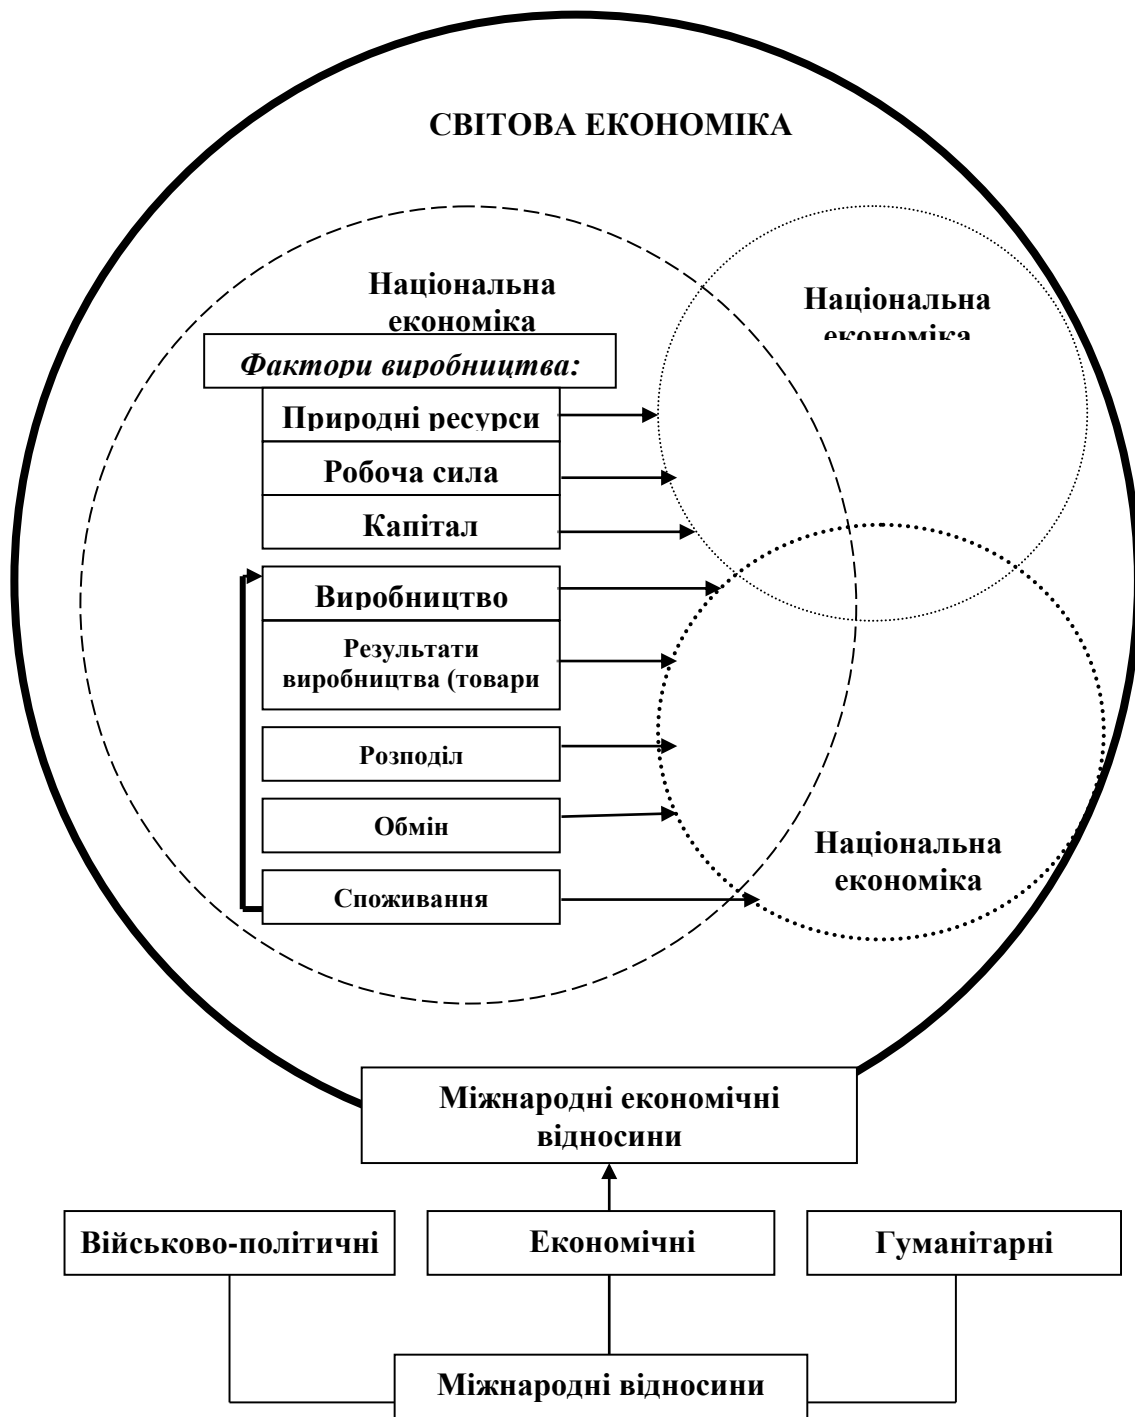 СВІТОВА ЕКОНОМІКА
Національна
економіка
Національна
економіка
Фактори виробництва:
Природні ресурси
Робоча сила
Капітал
Виробництво
Результати
виробництва (товари
Розподіл
Обмін
Споживання
Національна
економіка
Міжнародні економічні
відносини
Військово-політичні
Економічні
Гуманітарні
Міжнародні відносини